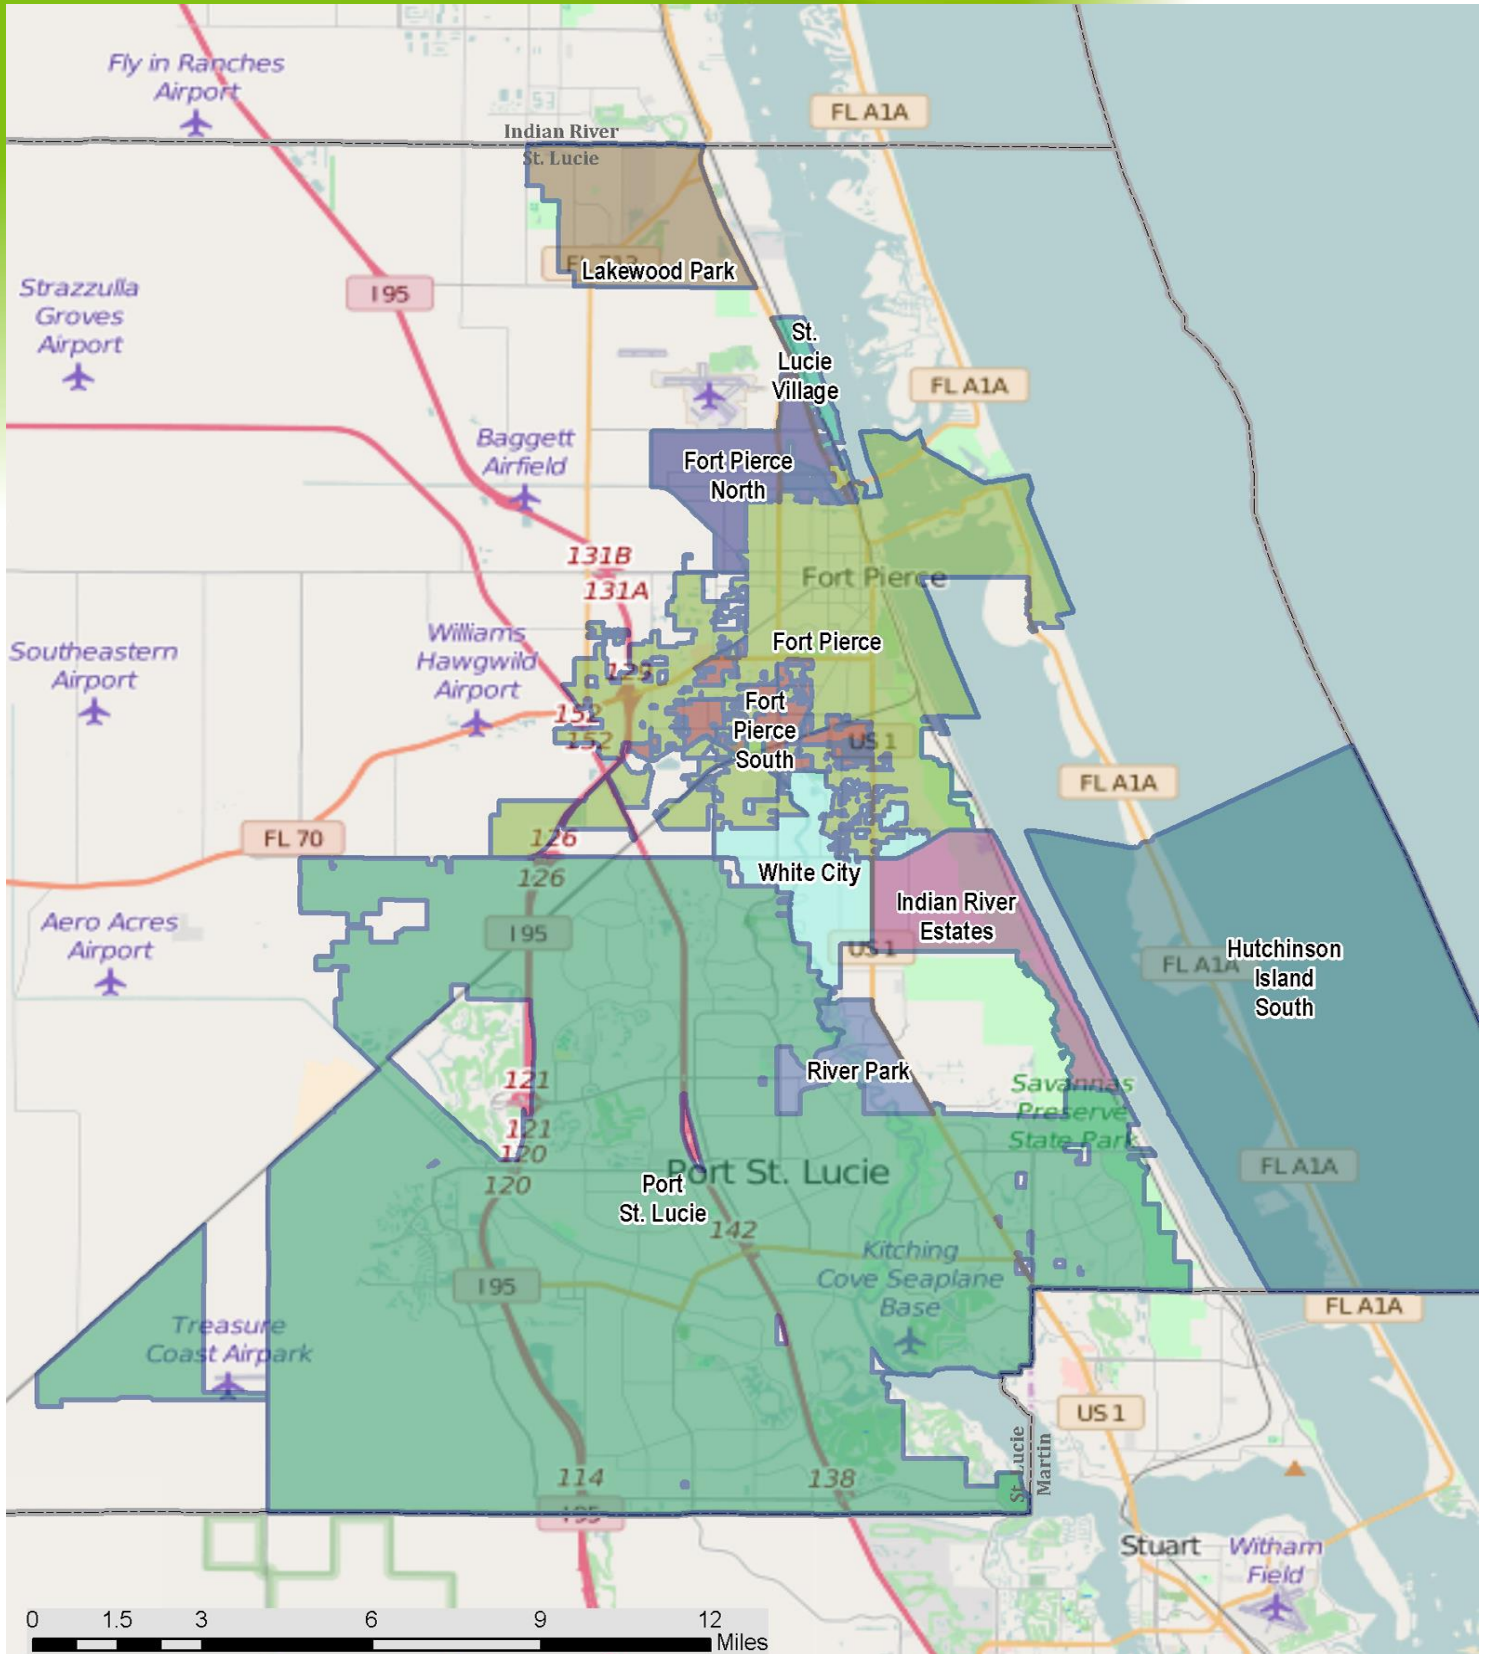 Fly in Ranches
Airport
FL A1A
53
Indian River
St. Lucie
FL 713
Lakewood Park
I 95
Strazzulla
Groves
Airport
St.
Lucie
Village
FL A1A
Baggett
Airfield
Fort Pierce
North
131B
131A
Fort Pierce
Williams
Hawgwild
Airport
Southeastern
Airport
Fort Pierce
129
152
152
Fort
Pierce
South
US 1
FL A1A
FL 70
126
126
White City
Indian River
Estates
I 95
US 1
Aero Acres
Airport
FL A1A
Hutchinson
Island
South
River Park
121
121
120
120
Savannas
Preserve
State Park
FL A1A
Port St. Lucie
Port
St. Lucie
142
Kitching
Cove Seaplane
Base
I 95
FL A1A
Treasure
Coast Airpark
US 1
St. Lucie
Martin
114
138
I 95
Stuart
Witham
Field
0 1.5 3 6 9 12
Miles